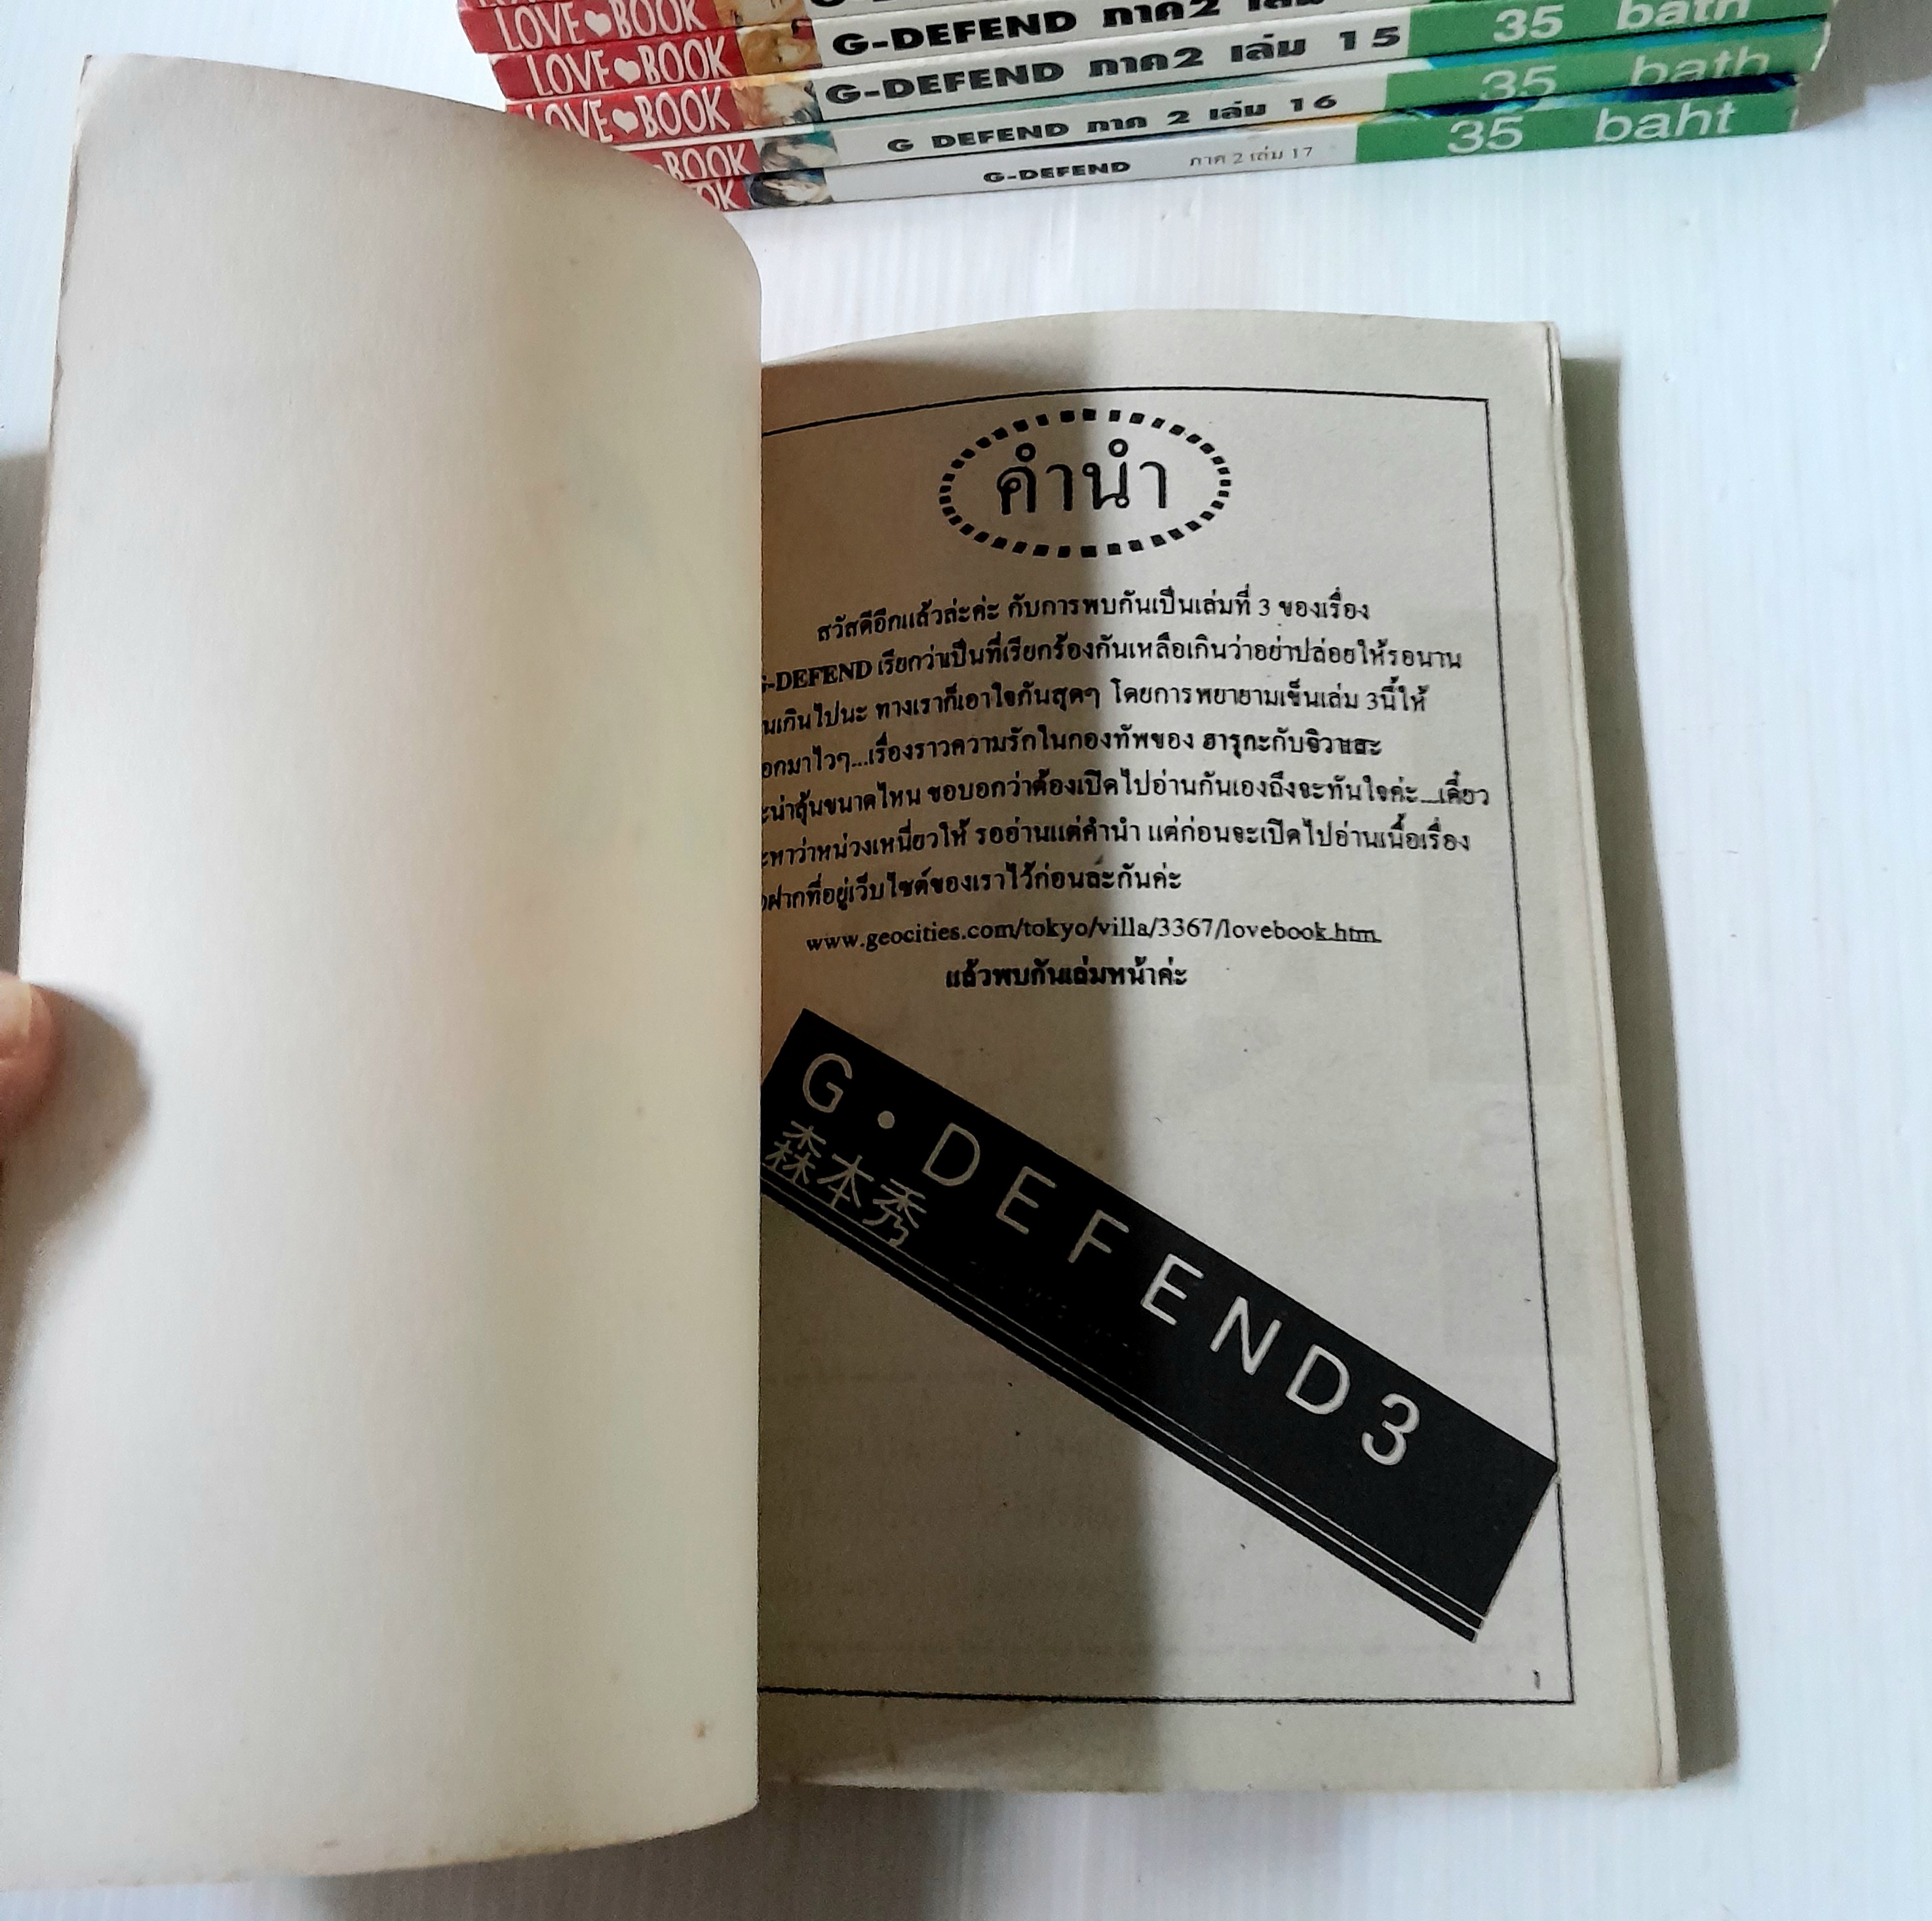 LOVE BOOK
G-DEFEND ภาค2 เล่ม
35 bath
LOVE BOOK
G-DEFEND ภาค2 เล่ม 15
35 bath
LOVE BOOK
G DEFEND ภาค 2 เล่ม 16
35 baht
BOOK
G-DEFEND ภาค 2 เล่ม 17
คำนำ
สวัสดีอีกแล้วล่ะค่ะ กับการพบกันเป็นเล่มที่ 3 ของเรื่อง
G-DEFEND เรียกว่าเป็นที่เรียกร้องกันเหลือเกินว่าอย่าปล่อยให้รอนาน
เกินไปนะ ทางเราก็เอาใจกันสุดๆ โดยการพยายามเข็นเล่ม 3นี้ให้
ออกมาไวๆ...เรื่องราวความรักในกองทัพของ ฮารุกะกับ
น่าลุ้นขนาดไหน ขอบอกว่าต้องเปิดไปอ่านกันเองถึงจะทันใจค่ะ...เดี๋ยว
หาว่าหน่วงเหนี่ยวให้ รออ่านแต่คำนำ แต่ก่อนจะเปิดไปอ่านเนื้อเรื่อง
ฝากที่อยู่เว็บไซต์ของเราไว้ก่อนละกันค่ะ
www.geocities.com/tokyo/villa/3367/lovebook.htm.
แล้วพบกันเล่มหน้าค่ะ
G・DEFEND3
森本秀
1